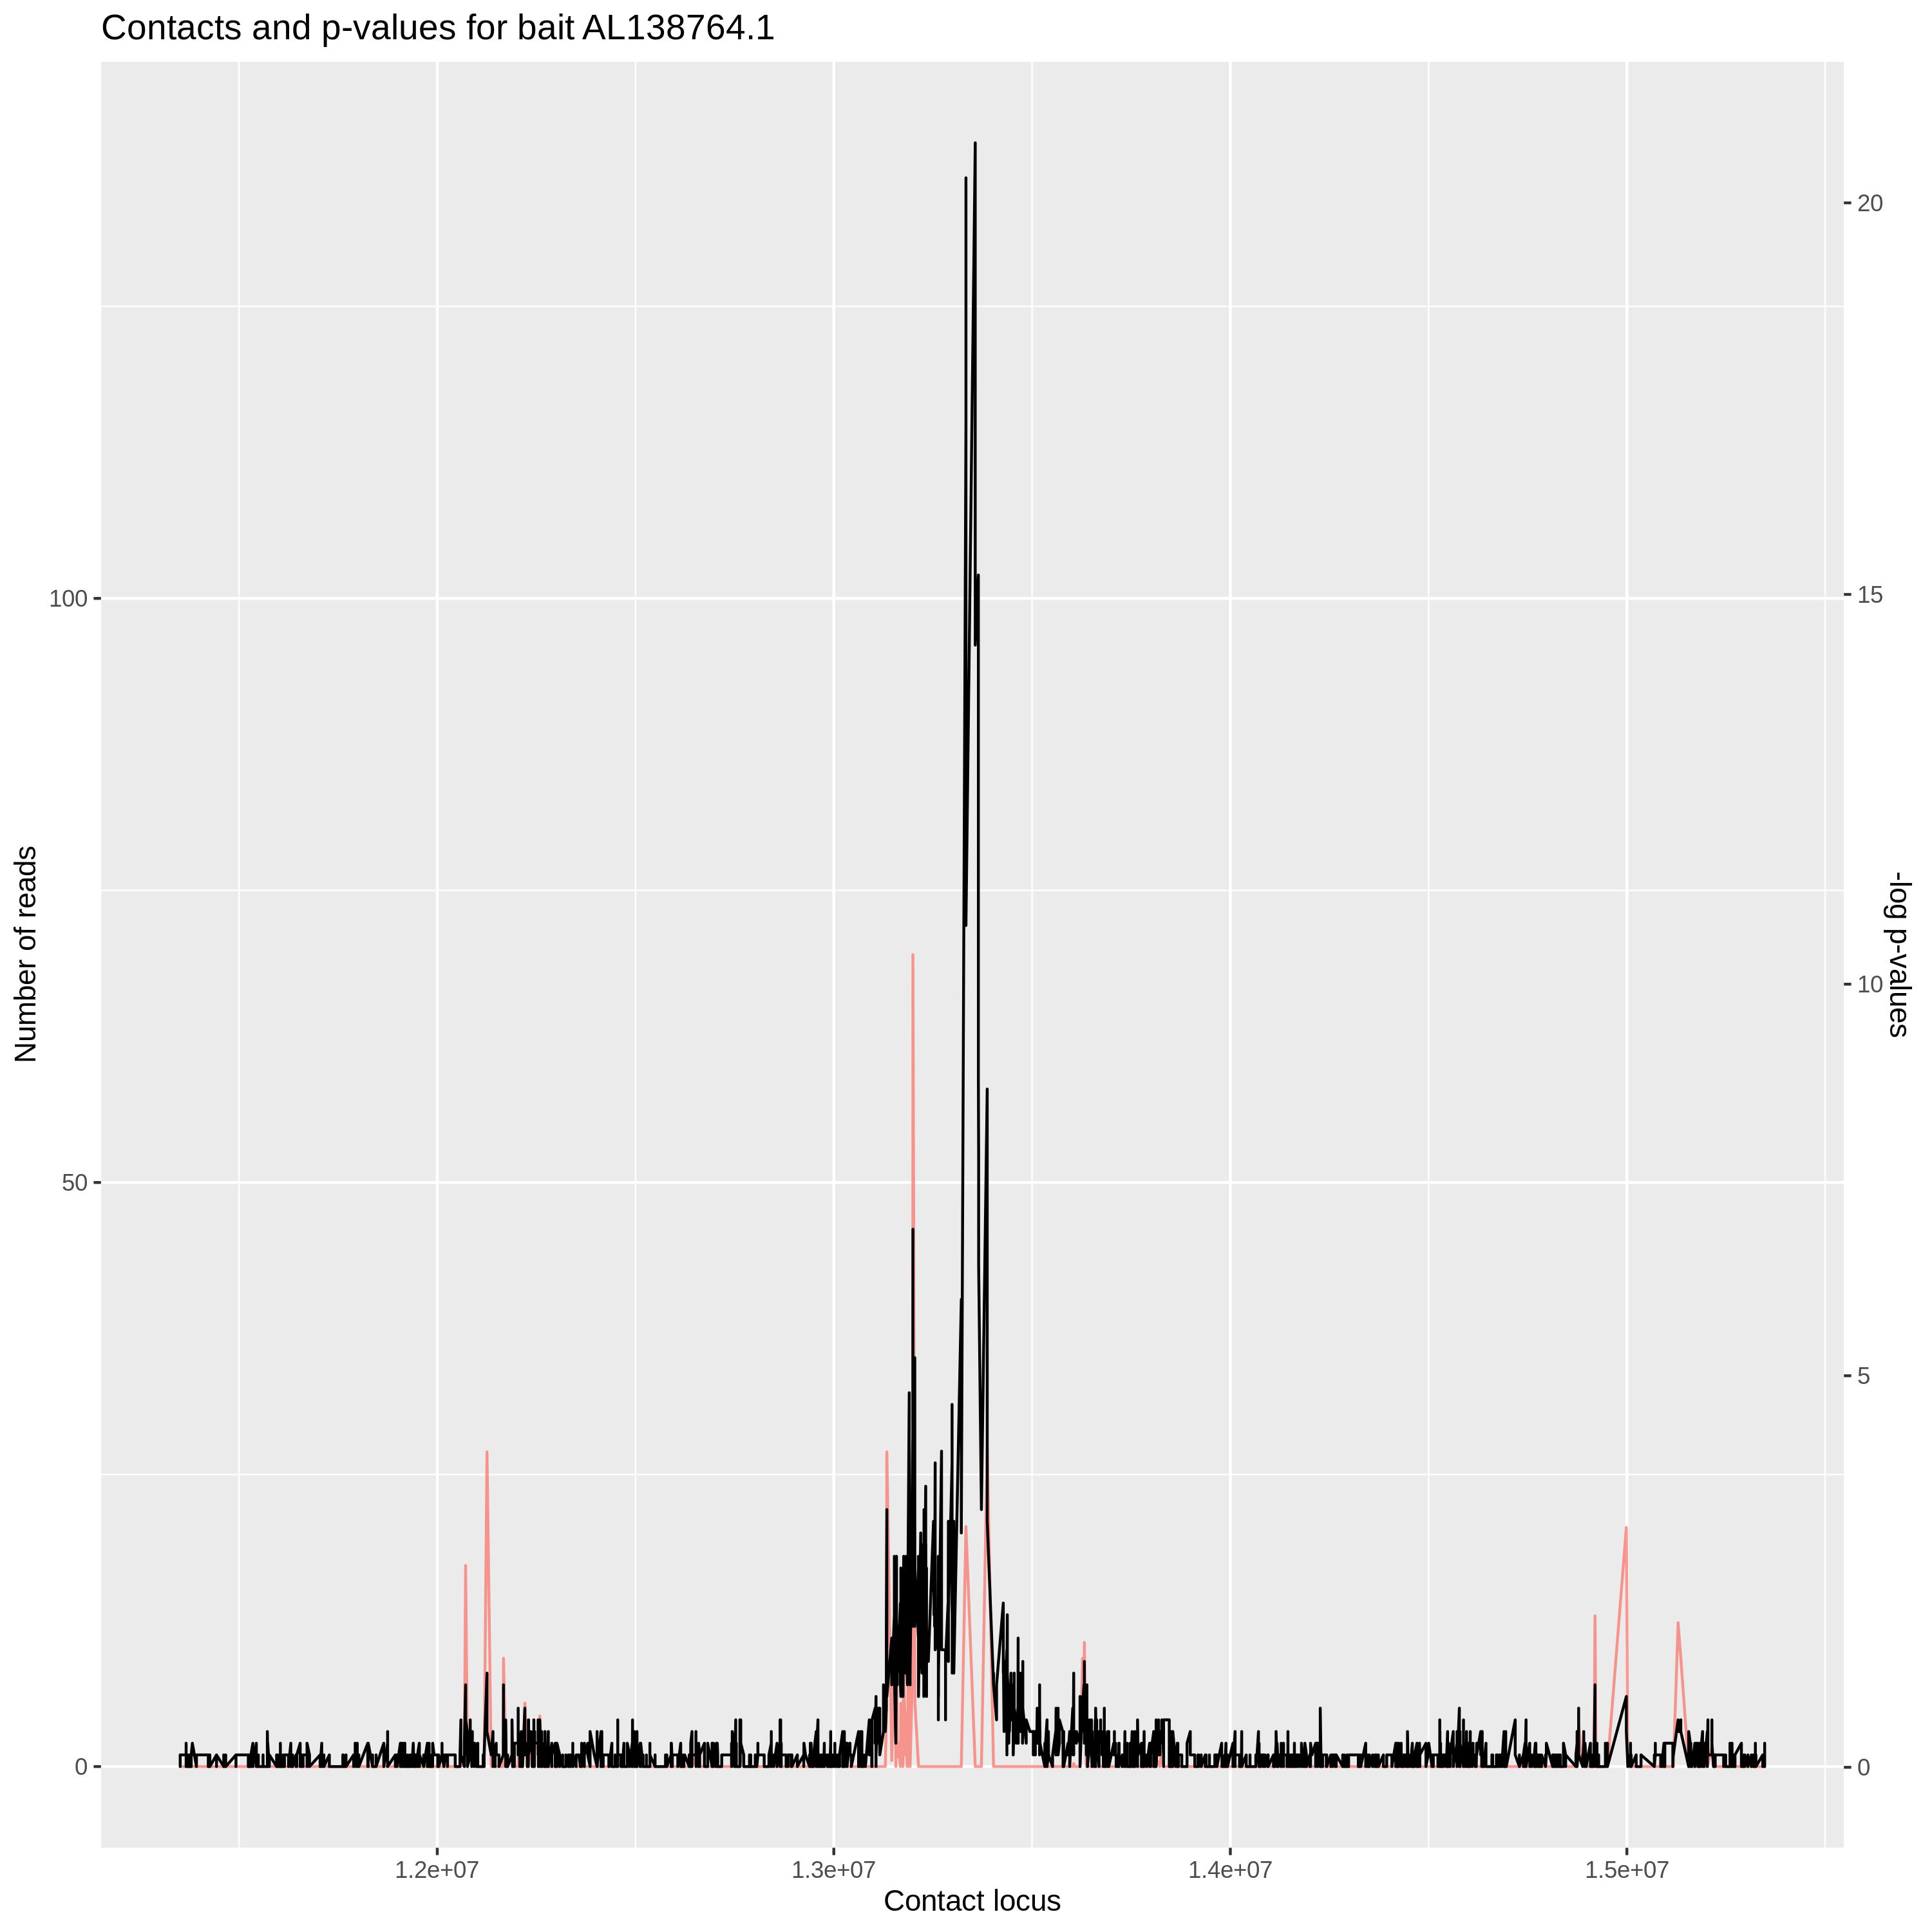 Contacts and p-values for bait AL138764.1
Number of reads
100
50
0
20
15
10
5
0
-log p-values
1.2e+07 1.3e+07 1.4e+07 1.5e+07
Contact locus